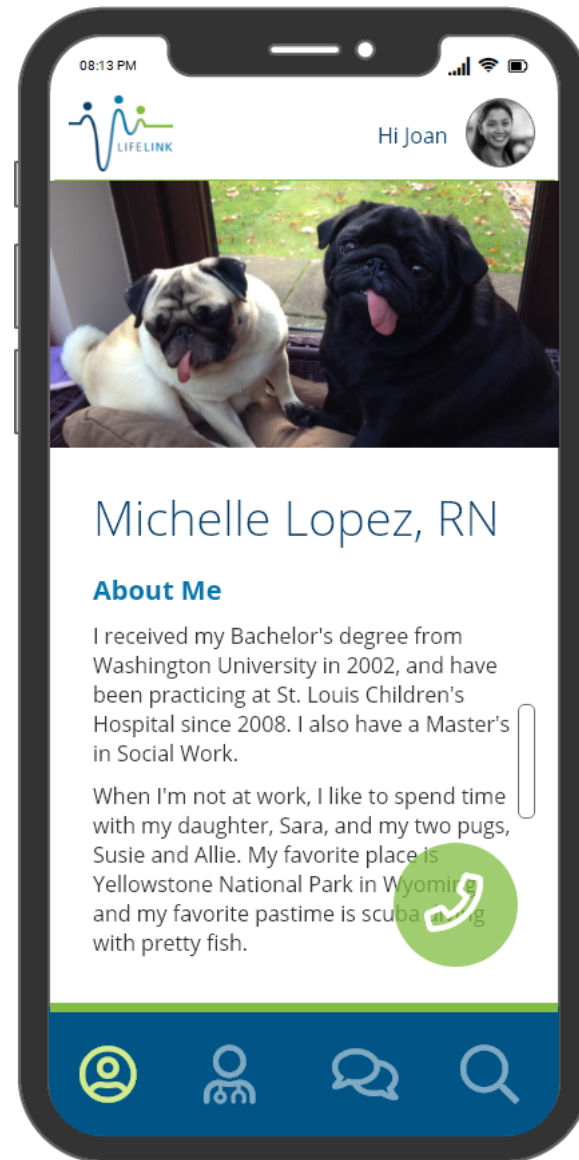 08:13 PM
LIFELINK
Hi Joan
Michelle Lopez, RN
About Me
I received my Bachelor's degree from
Washington University in 2002, and have
been practicing at St. Louis Children's
Hospital since 2008. I also have a Master's
in Social Work.
When I'm not at work, I like to spend time
with my daughter, Sara, and my two pugs,
Susie and Allie. My favorite place is
Yellowstone National Park in Wyoming
and my favorite pastime is scuba diving
with pretty fish.